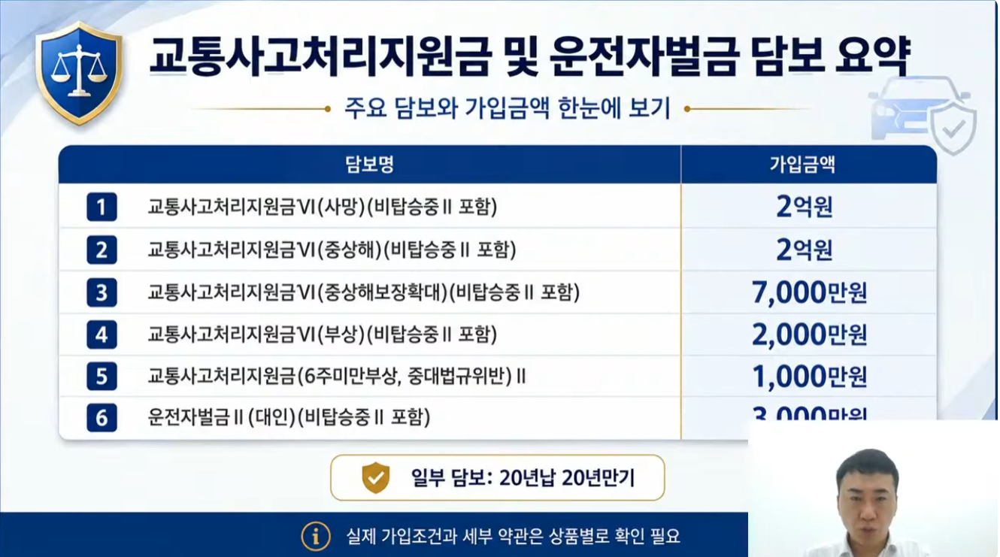 교통사고처리지원금 및 운전자벌금 담보 요약
주요 담보와 가입금액 한눈에 보기
담보명 가입금액
1 교통사고처리지원금Ⅵ(사망)(비탑승중Ⅱ 포함) 2억원
2 교통사고처리지원금Ⅵ(중상해)(비탑승중Ⅱ 포함) 2억원
3 교통사고처리지원금Ⅵ(중상해보장확대)(비탑승중Ⅱ 포함) 7,000만원
4 교통사고처리지원금Ⅵ(부상)(비탑승중Ⅱ 포함) 2,000만원
5 교통사고처리지원금(6주미만부상, 중대법규위반)Ⅱ 1,000만원
6 운전자벌금Ⅱ(대인)(비탑승중Ⅱ 포함) 3,000만원
일부 담보: 20년납 20년만기
실제 가입조건과 세부 약관은 상품별로 확인 필요